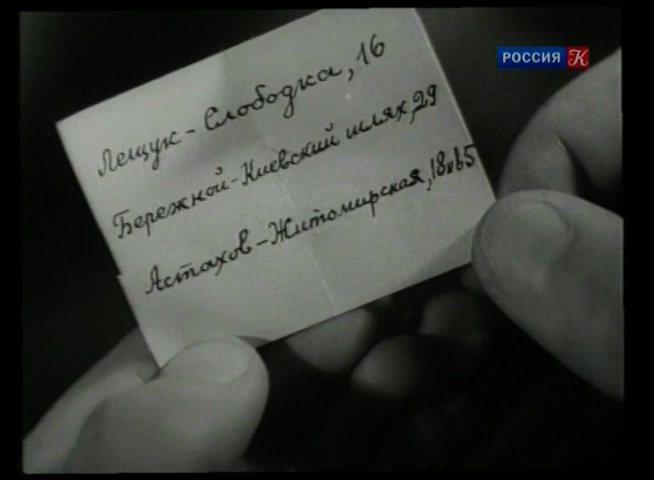 РОССИЯ К
Лещук - Слободка, 16
Бережной - Киевский шлях, 29
Астахов - Житомирская, 18 кв 5